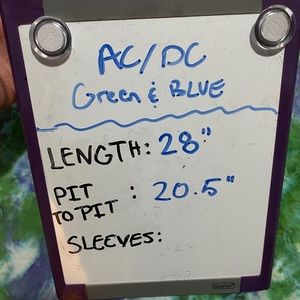 AC/DC
Green & BLUE
LENGTH: 28"
PIT
TO PIT : 20.5"
SLEEVES: